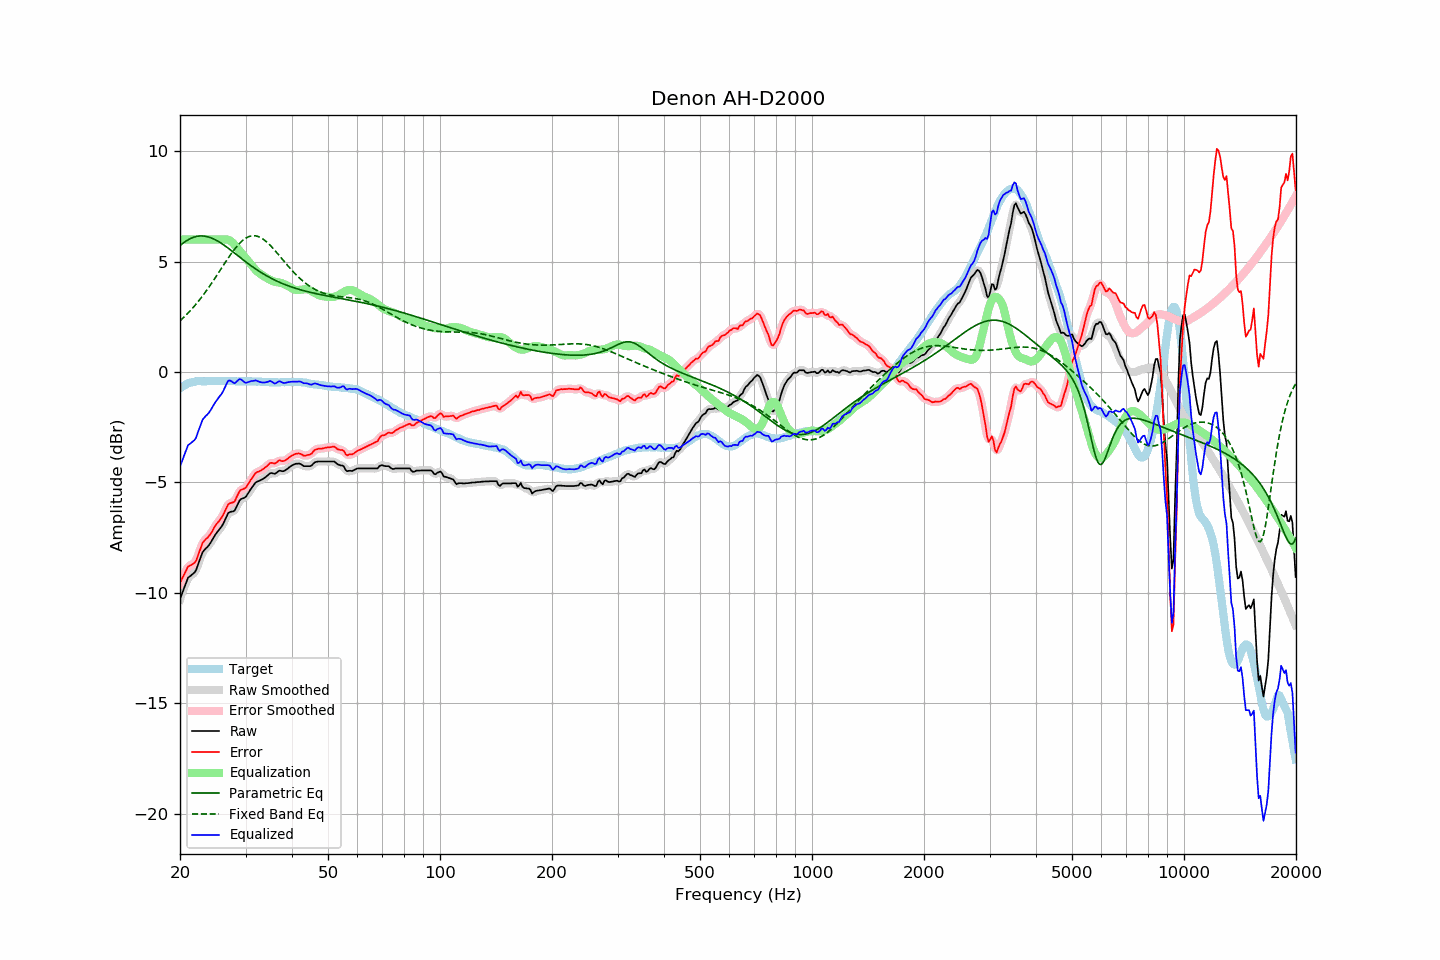 Denon AH-D2000
Amplitude (dBr)
10
5
0
−5
−10
−15
−20
Target
Raw Smoothed
Error Smoothed
Raw
Error
Equalization
Parametric Eq
Fixed Band Eq
Equalized
20 50 100 200 500 1000 2000 5000 10000 20000
Frequency (Hz)